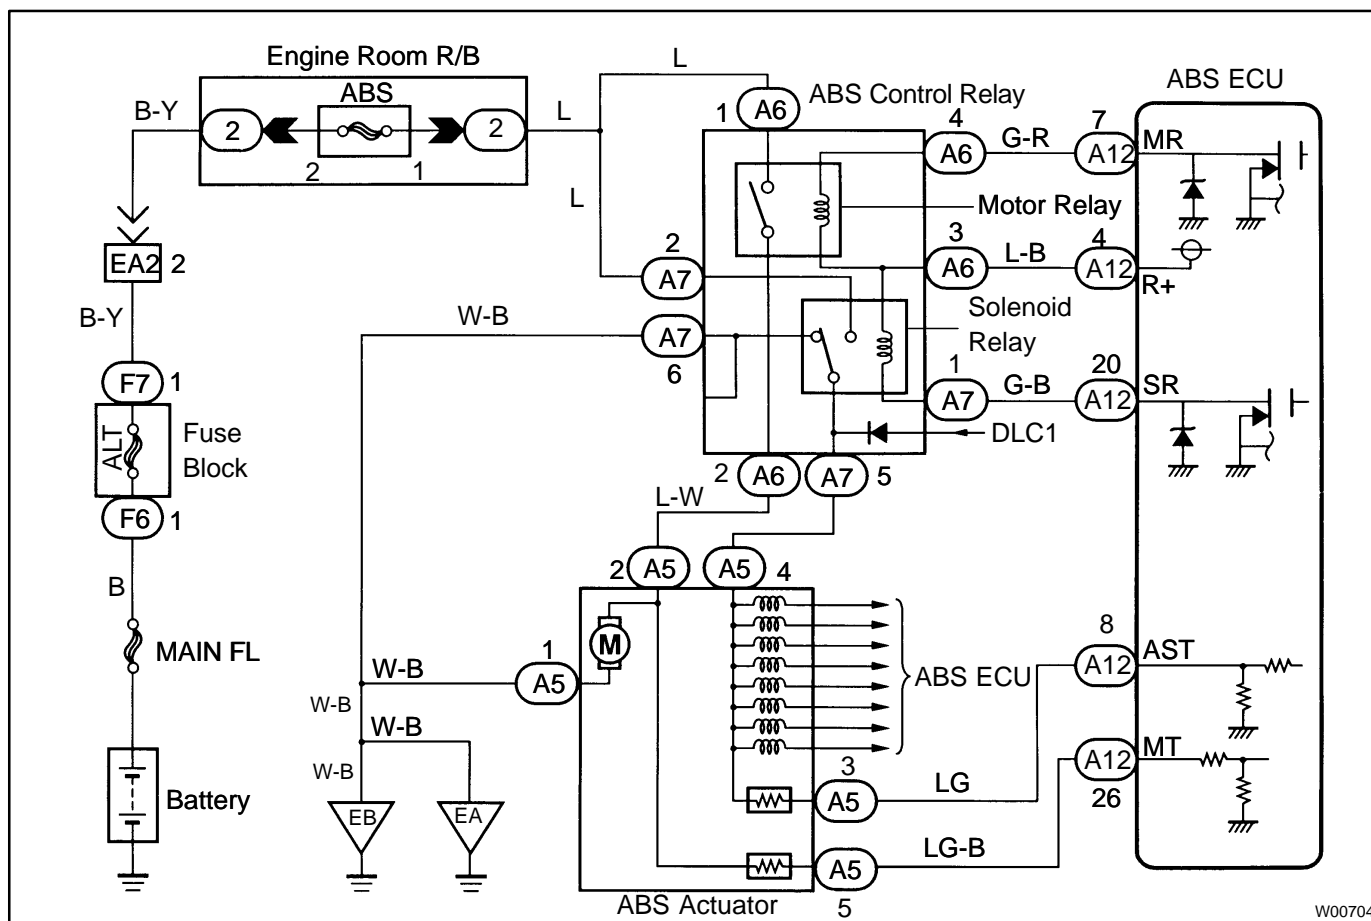 Engine Room R/B
ABS
2
2
2
1
B-Y
L
L
L
EA2
2
B-Y
F7
1
ALT
Fuse
Block
F6
1
B
MAIN FL
Battery
ABS Control Relay
1
A6
4
A6
G-R
7
A12
MR
Motor Relay
3
A6
L-B
4
A12
R+
2
A7
W-B
A7
6
Solenoid
Relay
1
A7
G-B
20
A12
SR
DLC1
2
A6
A7
5
L-W
ABS ECU
2
A5
A5
4
M
1
A5
W-B
W-B
W-B
W-B
EB
EA
ABS ECU
8
A12
AST
3
A5
LG
A12
MT
26
A5
LG-B
5
ABS Actuator
W00704